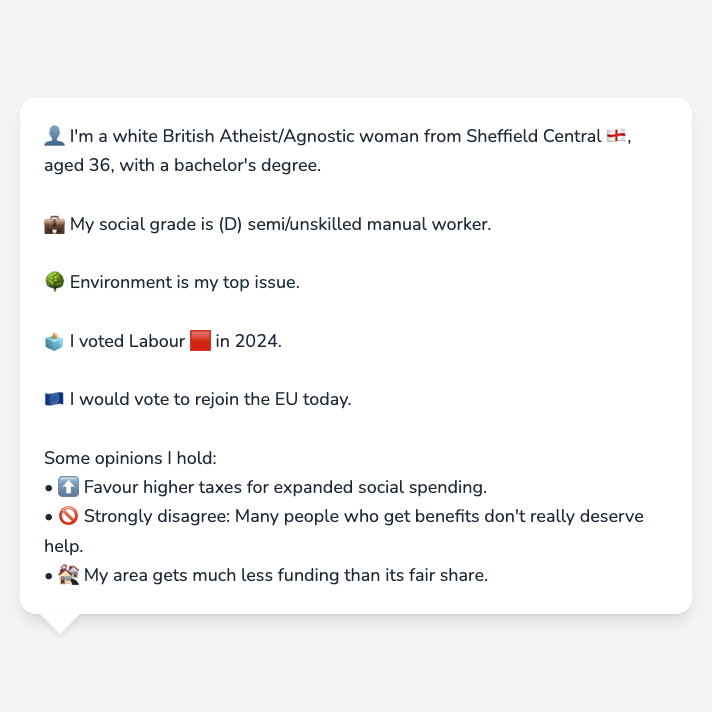 👤 I'm a white British Atheist/Agnostic woman from Sheffield Central 🏴󠁧󠁢󠁥󠁮󠁧󠁿,
aged 36, with a bachelor's degree.
💼 My social grade is (D) semi/unskilled manual worker.
🌳 Environment is my top issue.
🗳️ I voted Labour 🟥 in 2024.
🇪🇺 I would vote to rejoin the EU today.
Some opinions I hold:
• ⬆️ Favour higher taxes for expanded social spending.
• 🚫 Strongly disagree: Many people who get benefits don't really deserve
help.
• 🏘️ My area gets much less funding than its fair share.